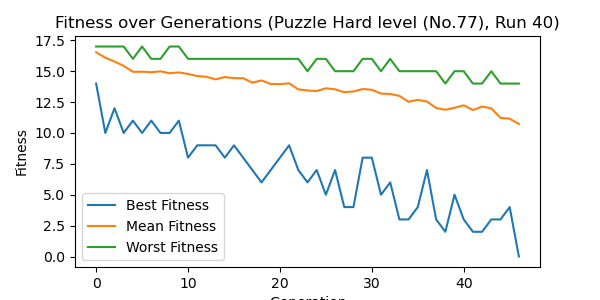 Fitness over Generations (Puzzle Hard level (No.77), Run 40)
17.5
15.0
12.5
10.0
7.5
5.0
2.5
0.0
Fitness
Best Fitness
Mean Fitness
Worst Fitness
0 10 20 30 40
Generation